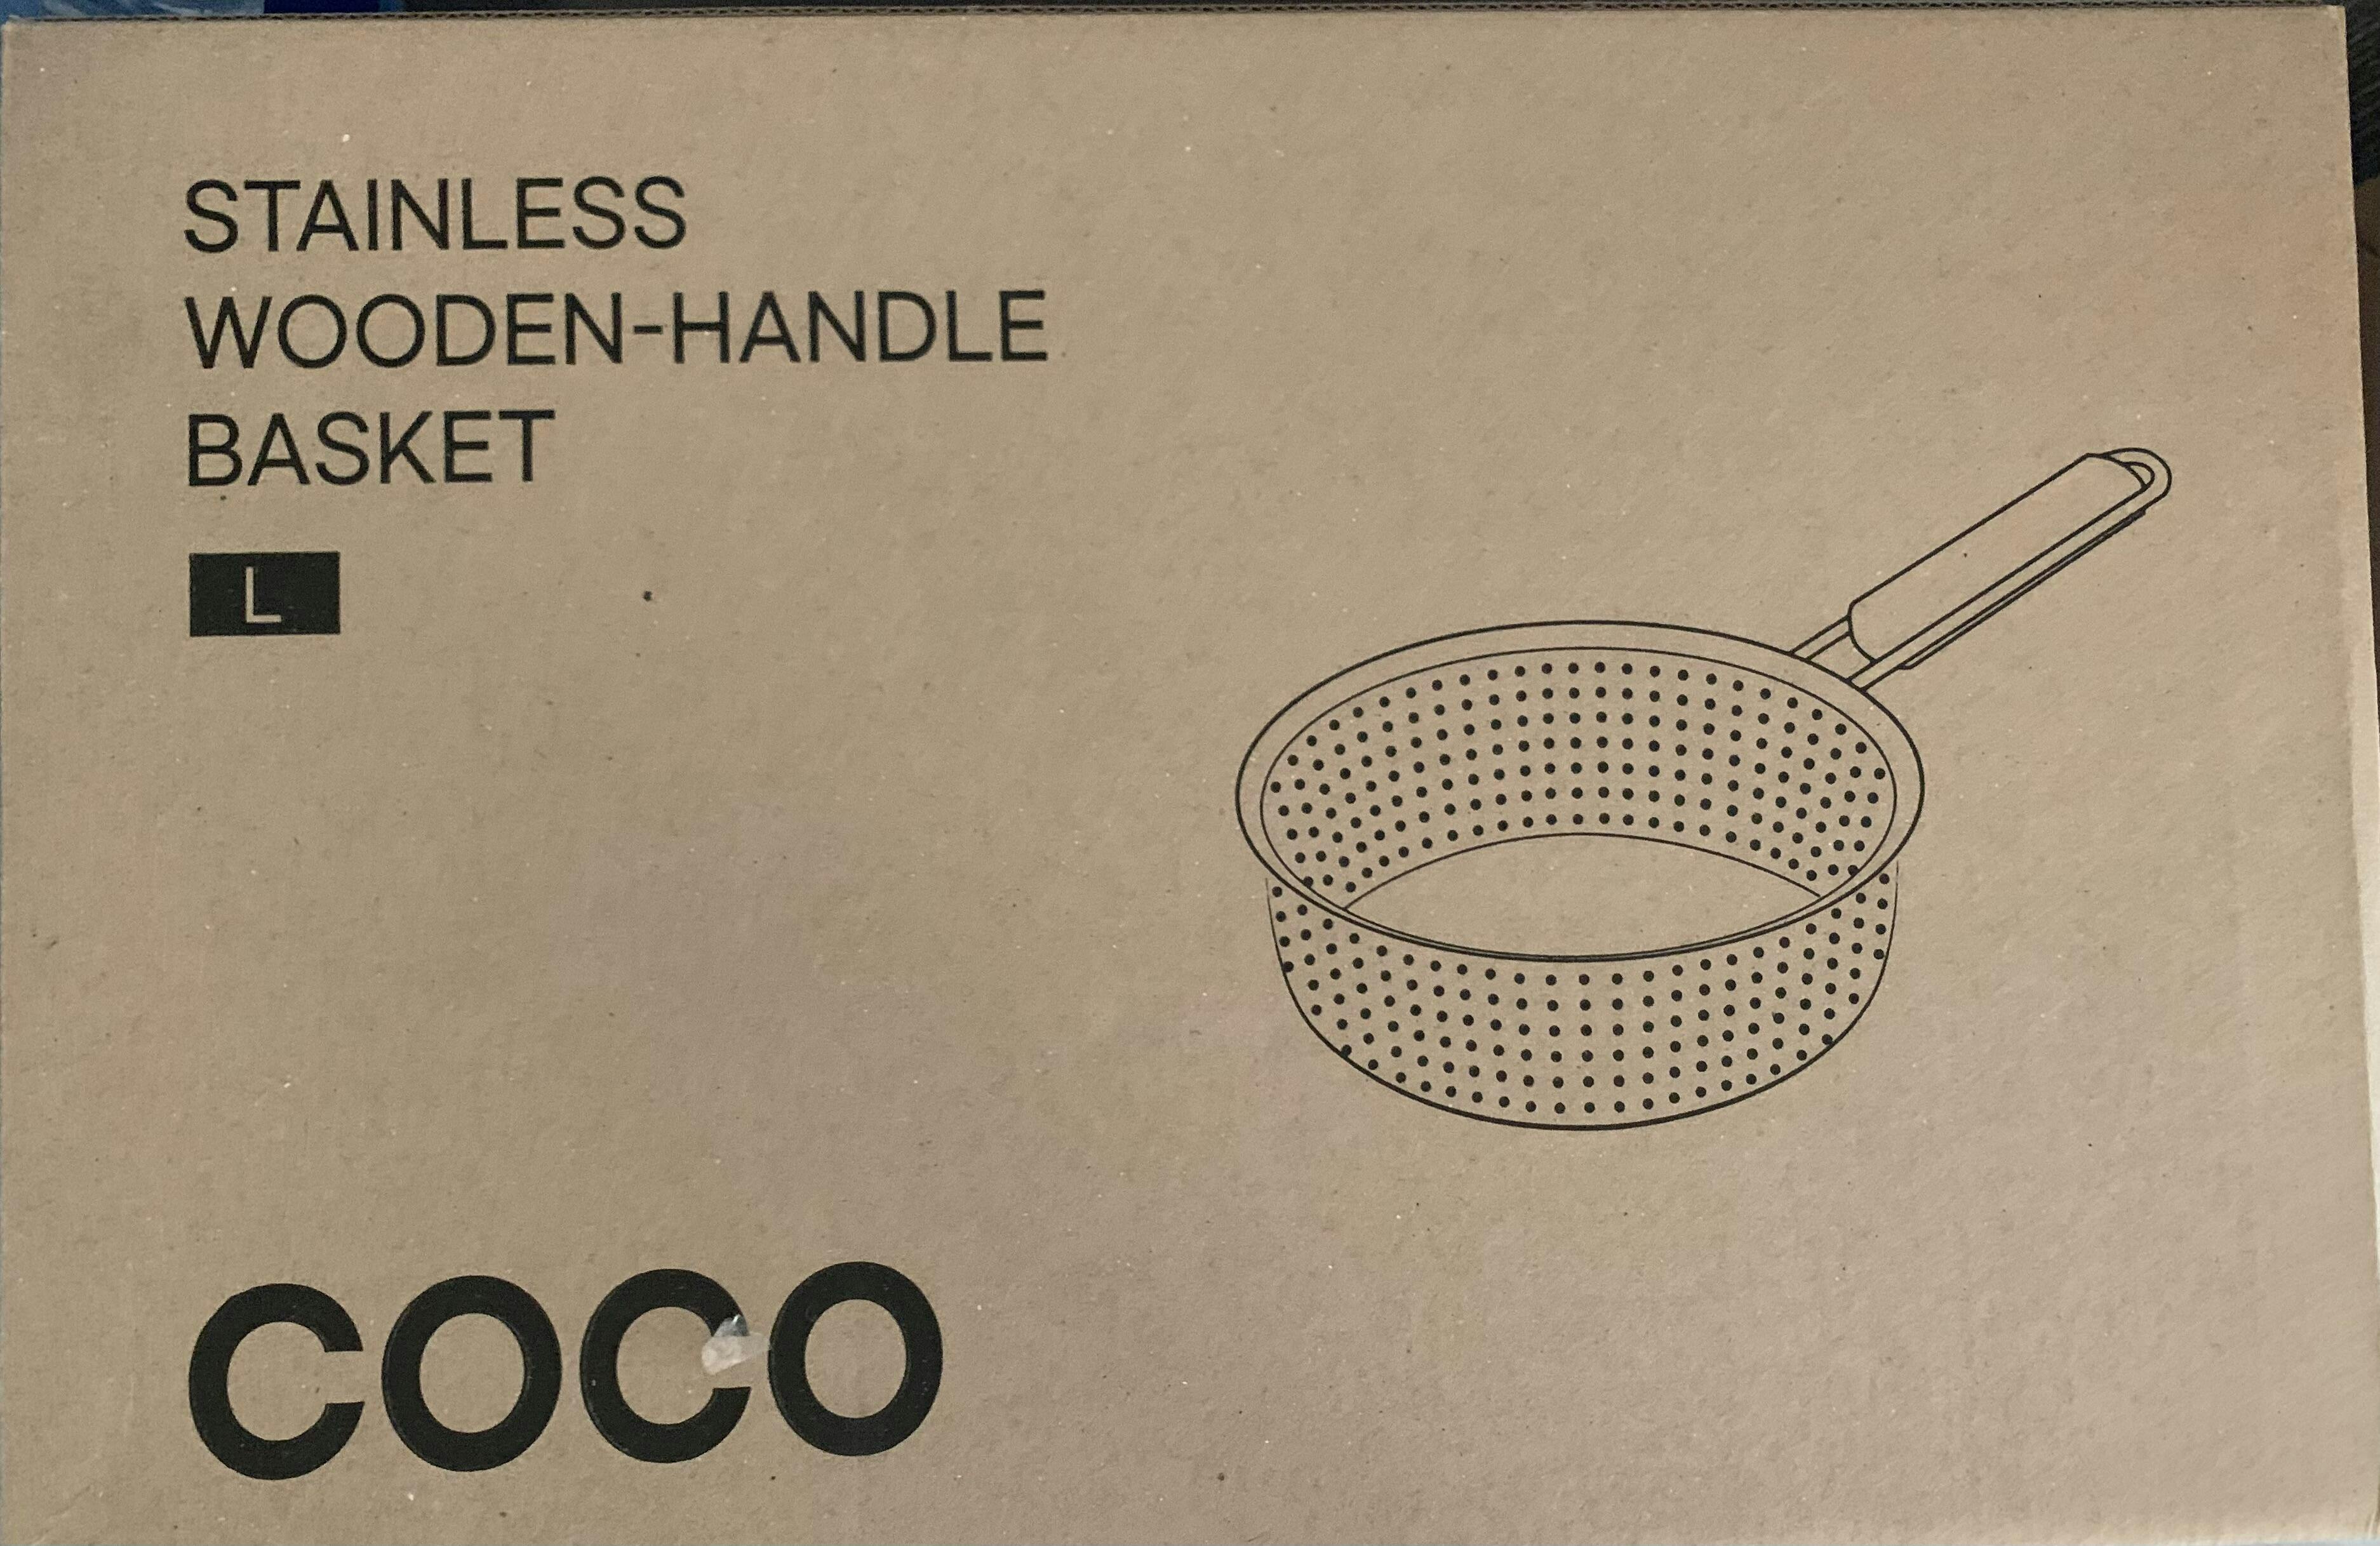 STAINLESS
WOODEN-HANDLE
BASKET
L
COCO